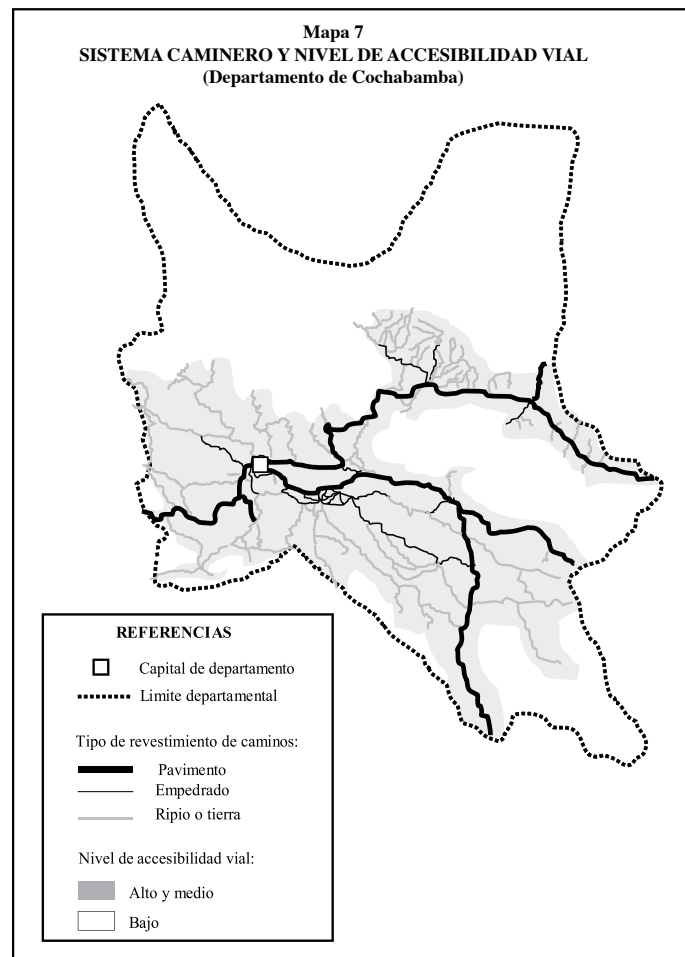 Mapa 7
SISTEMA CAMINERO Y NIVEL DE ACCESIBILIDAD VIAL
(Departamento de Cochabamba)
REFERENCIAS
Capital de departamento
Limite departamental
Tipo de revestimiento de caminos:
Pavimento
Empedrado
Ripio o tierra
Nivel de accesibilidad vial:
Alto y medio
Bajo